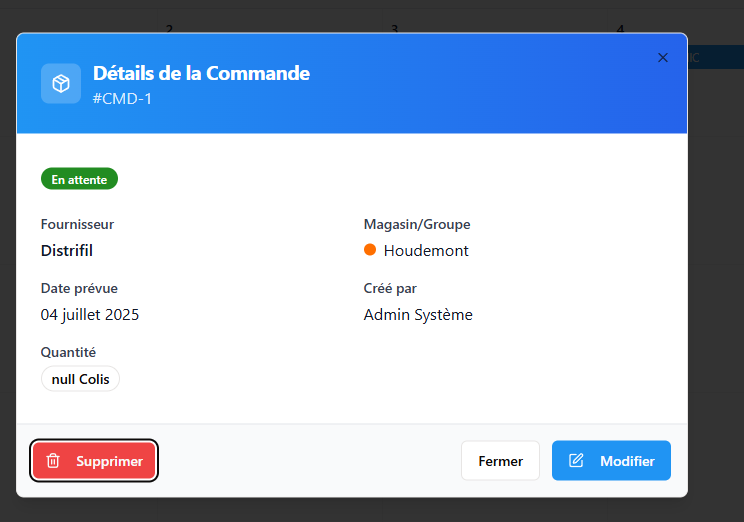 2
3
4
IC
Détails de la Commande
#CMD-1
En attente
Fournisseur
Magasin/Groupe
Distrifil
Houdemont
Date prévue
Créé par
04 juillet 2025
Admin Système
Quantité
null Colis
Supprimer
Fermer
Modifier